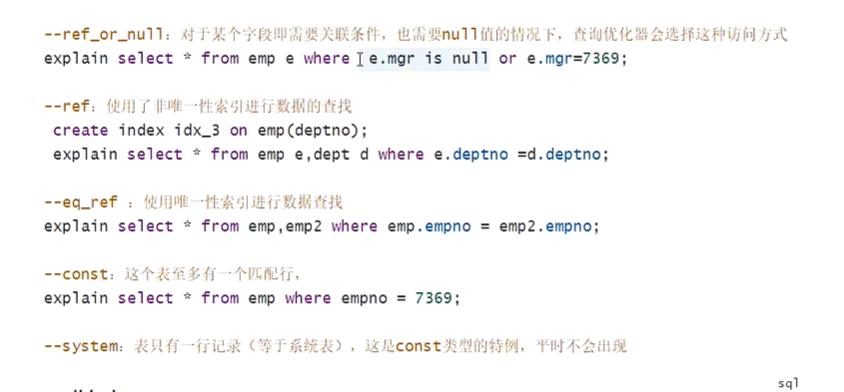 --ref_or_null：对于某个字段即需要关联条件，也需要null值的情况下，查询优化器会选择这种访问方式
explain select * from emp e where e.mgr is null or e.mgr=7369;
--ref：使用了非唯一性索引进行数据的查找
create index idx_3 on emp(deptno);
explain select * from emp e,dept d where e.deptno =d.deptno;
--eq_ref ：使用唯一性索引进行数据查找
explain select * from emp,emp2 where emp.empno = emp2.empno;
--const：这个表至多有一个匹配行，
explain select * from emp where empno = 7369;
--system：表只有一行记录（等于系统表），这是const类型的特例，平时不会出现
sql